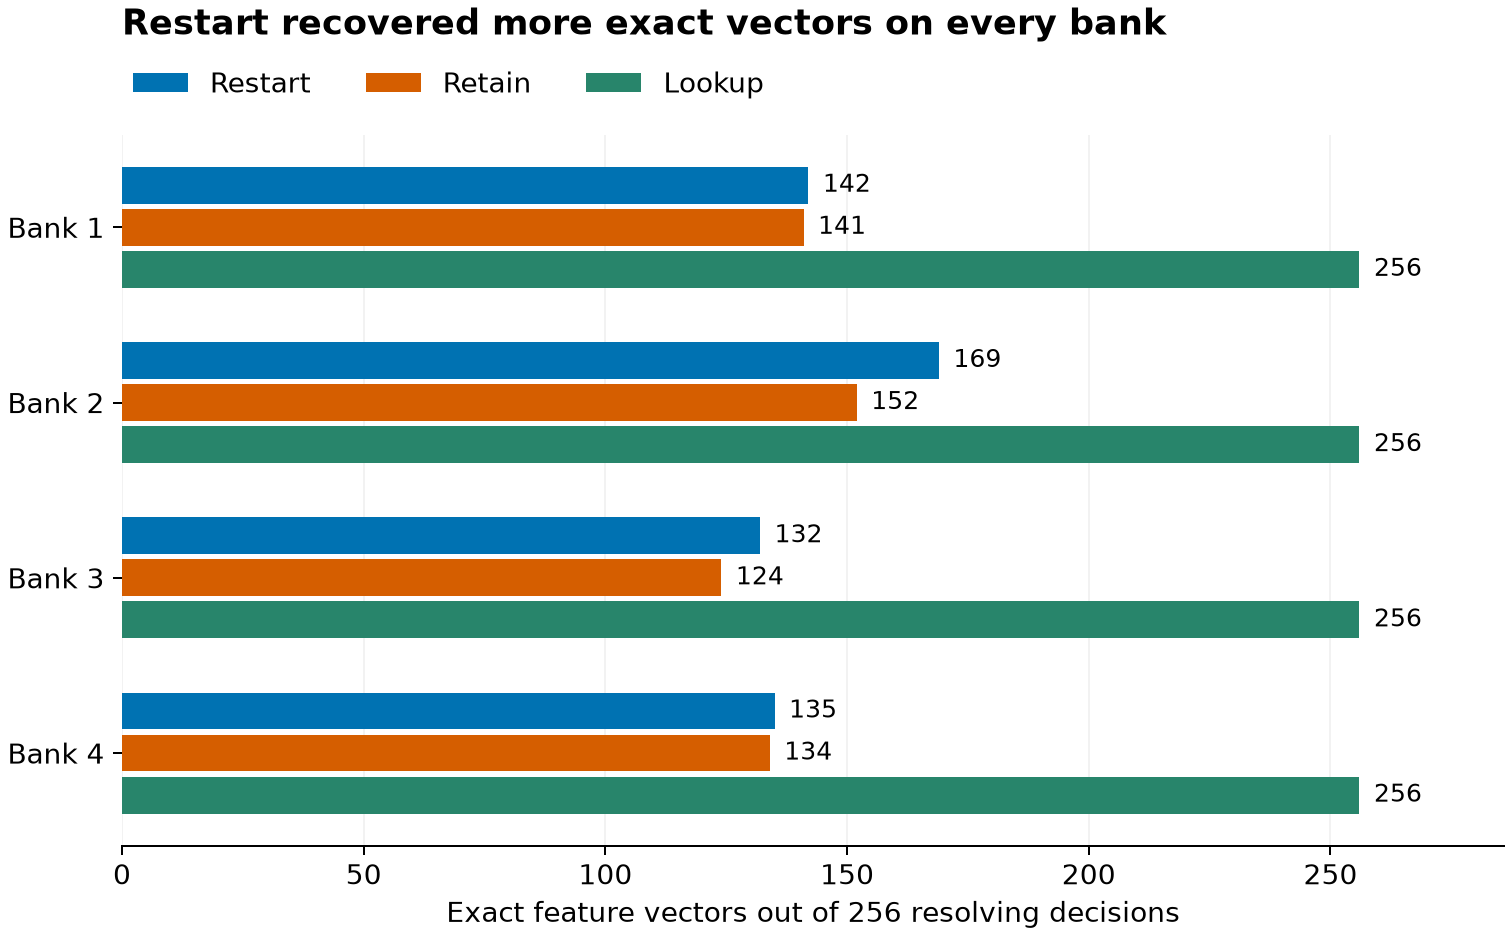 Restart recovered more exact vectors on every bank
Restart Retain Lookup
Bank 1
142
141
256
Bank 2
169
152
256
Bank 3
132
124
256
Bank 4
135
134
256
0 50 100 150 200 250
Exact feature vectors out of 256 resolving decisions